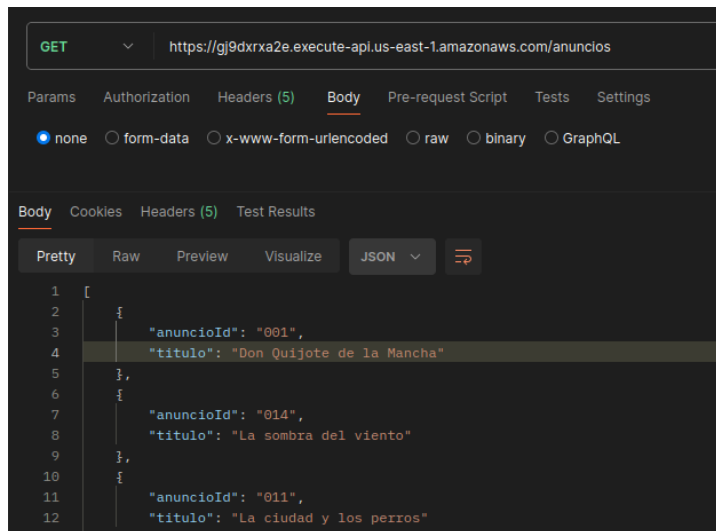 GET https://gj9dxrxa2e.execute-api.us-east-1.amazonaws.com/anuncios
Params Authorization Headers (5) Body Pre-request Script Tests Settings
none form-data x-www-form-urlencoded raw binary GraphQL
Body Cookies Headers (5) Test Results
Pretty Raw Preview Visualize JSON
1 [
2 {
3 "anuncioId": "001",
4 "titulo": "Don Quijote de la Mancha"
5 },
6 {
7 "anuncioId": "014",
8 "titulo": "La sombra del viento"
9 },
10 {
11 "anuncioId": "011",
12 "titulo": "La ciudad y los perros"